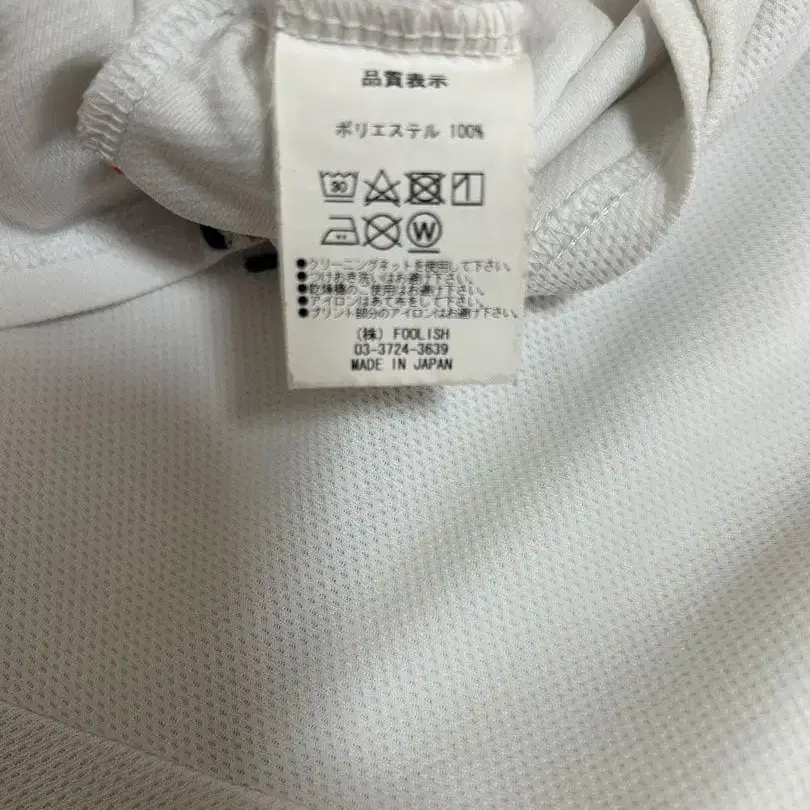 品質表示
ポリエステル 100%
30
W
●クリーニングネットを使用して下さい。
●つけおき洗いはお避け下さい。
●乾燥機のご使用はお避け下さい。
●アイロンはあて布をして下さい。
●プリント部分のアイロンはお避け下さい。
(株) FOOLISH
03-3724-3639
MADE IN JAPAN